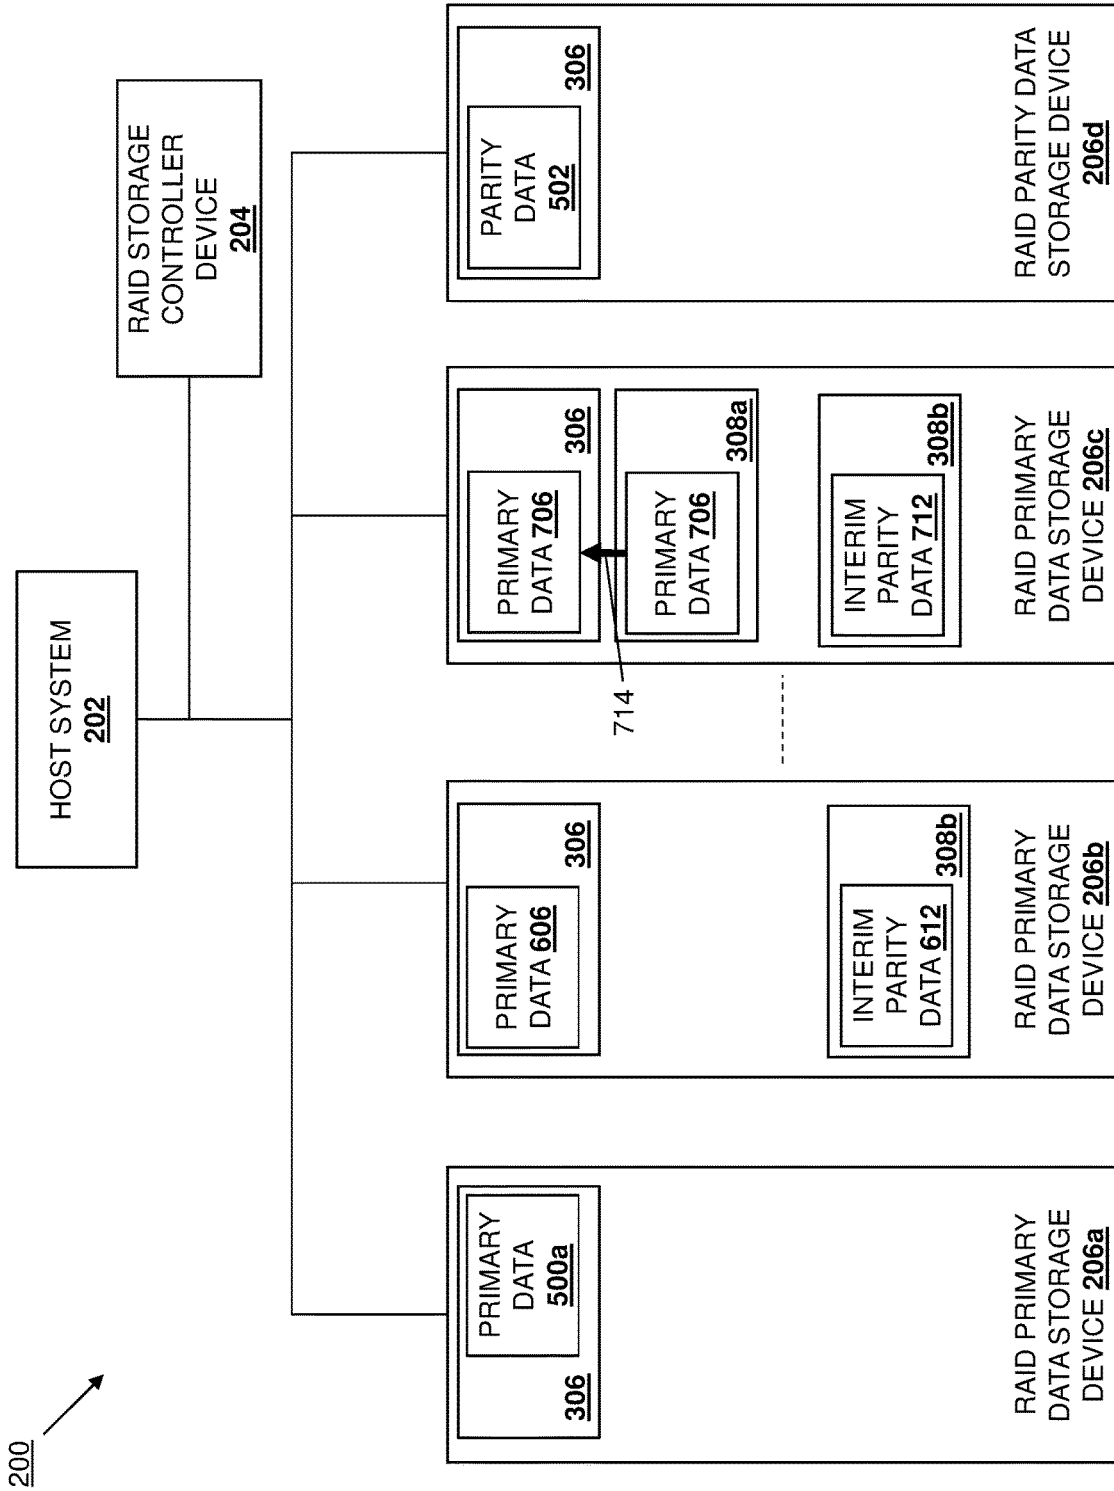 200
HOST SYSTEM
202
RAID STORAGE
CONTROLLER
DEVICE
204
306
PRIMARY
DATA
500a
RAID PRIMARY
DATA STORAGE
DEVICE 206a
PRIMARY
DATA 606
306
INTERIM
PARITY
DATA 612
308b
RAID PRIMARY
DATA STORAGE
DEVICE 206b
714
PRIMARY
DATA 706
306
PRIMARY
DATA 706
308a
INTERIM
PARITY
DATA 712
308b
RAID PRIMARY
DATA STORAGE
DEVICE 206c
PARITY
DATA
502
306
RAID PARITY DATA
STORAGE DEVICE
206d